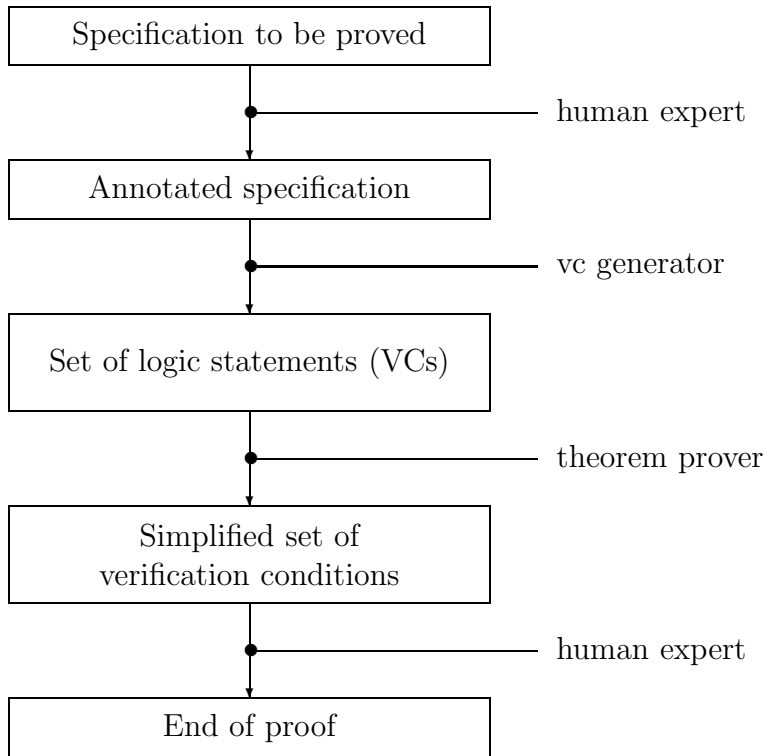 Specification to be proved
human expert
Annotated specification
vc generator
Set of logic statements (VCs)
theorem prover
Simplified set of
verification conditions
human expert
End of proof